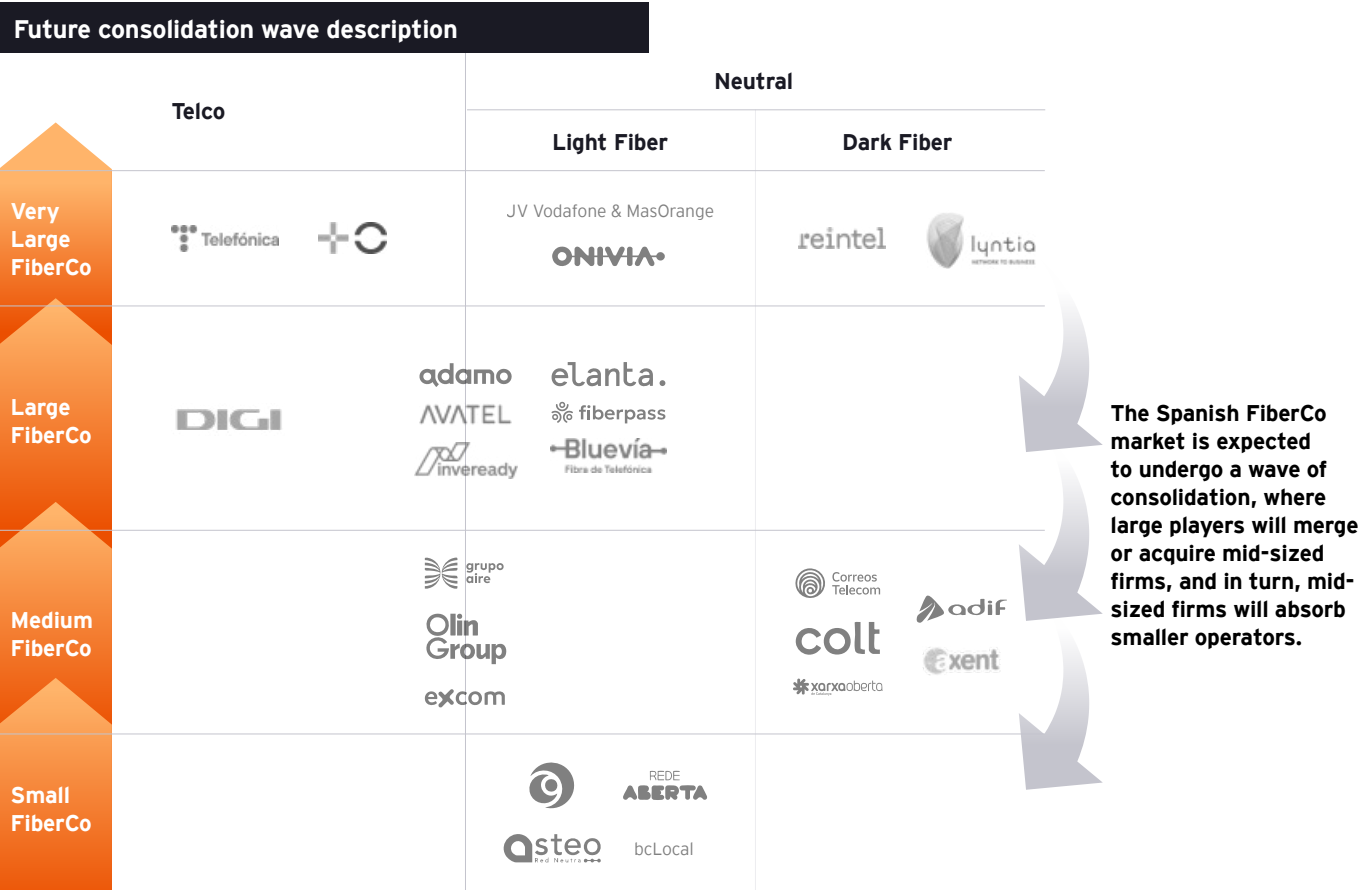 Future consolidation wave description
Telco
Neutral
Light Fiber
Dark Fiber
Very
Large
FiberCo
Telefónica
JV Vodafone & MasOrange
ONIVIA
reintel
lyntia
NETWORKS TO BUSINESS
Large
FiberCo
DIGI
adamo
AVATEL
inveready
elanta.
fiberpass
Bluevía
Fibra de Telefónica
Medium
FiberCo
grupo
aire
Olin
Group
excom
Correos
Telecom
colt
xarxaoberta
de Catalunya
adif
axent
Small
FiberCo
REDE
ABERTA
asteo
Red Neutra
bcLocal
The Spanish FiberCo
market is expected
to undergo a wave of
consolidation, where
large players will merge
or acquire mid-sized
firms, and in turn, mid-
sized firms will absorb
smaller operators.